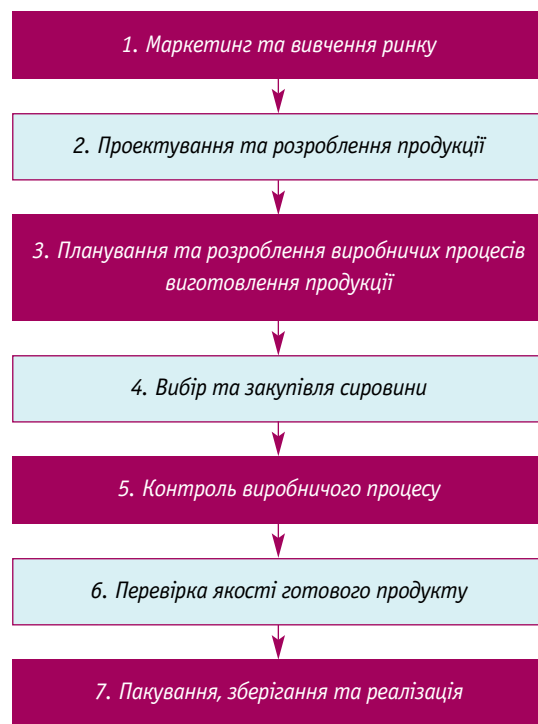 1. Маркетинг та вивчення ринку
2. Проектування та розроблення продукції
3. Планування та розроблення виробничих процесів
виготовлення продукції
4. Вибір та закупівля сировини
5. Контроль виробничого процесу
6. Перевірка якості готового продукту
7. Пакування, зберігання та реалізація